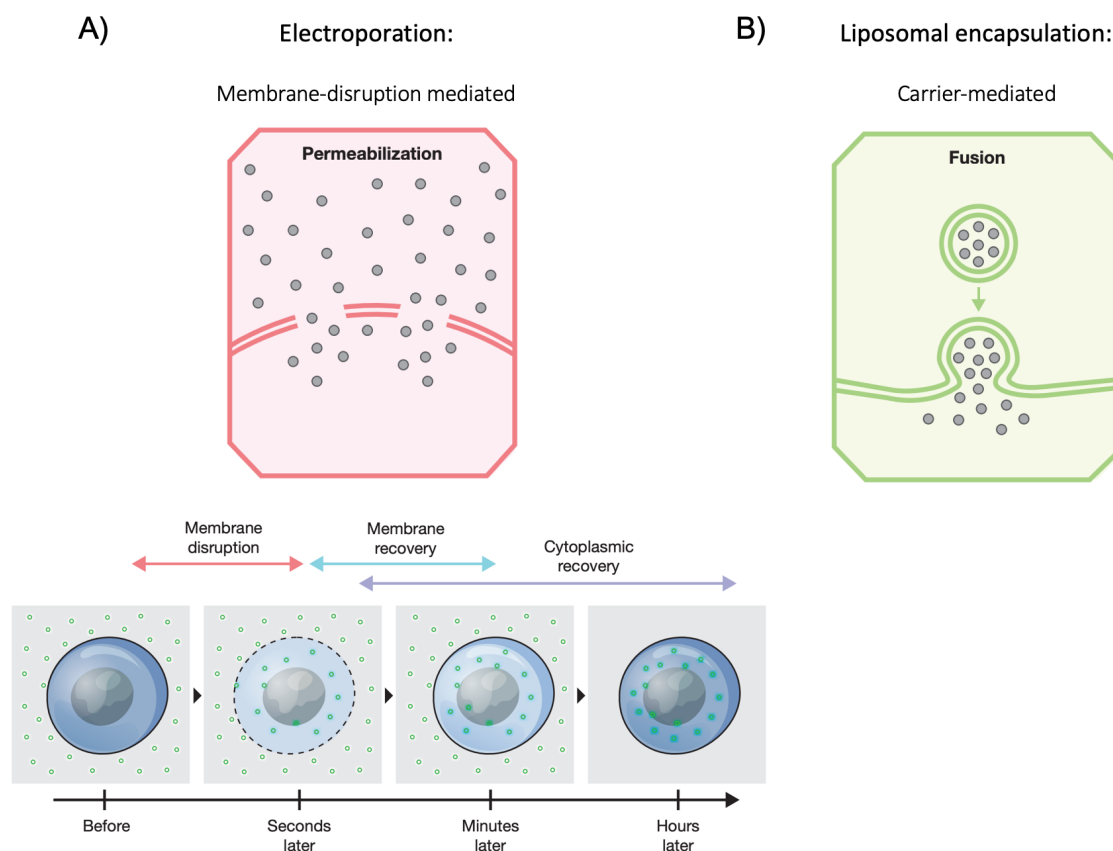 A)
Electroporation:
Membrane-disruption mediated
Permeabilization
B)
Liposomal encapsulation:
Carrier-mediated
Fusion
Membrane
disruption
Membrane
recovery
Cytoplasmic
recovery
Before
Seconds
later
Minutes
later
Hours
later